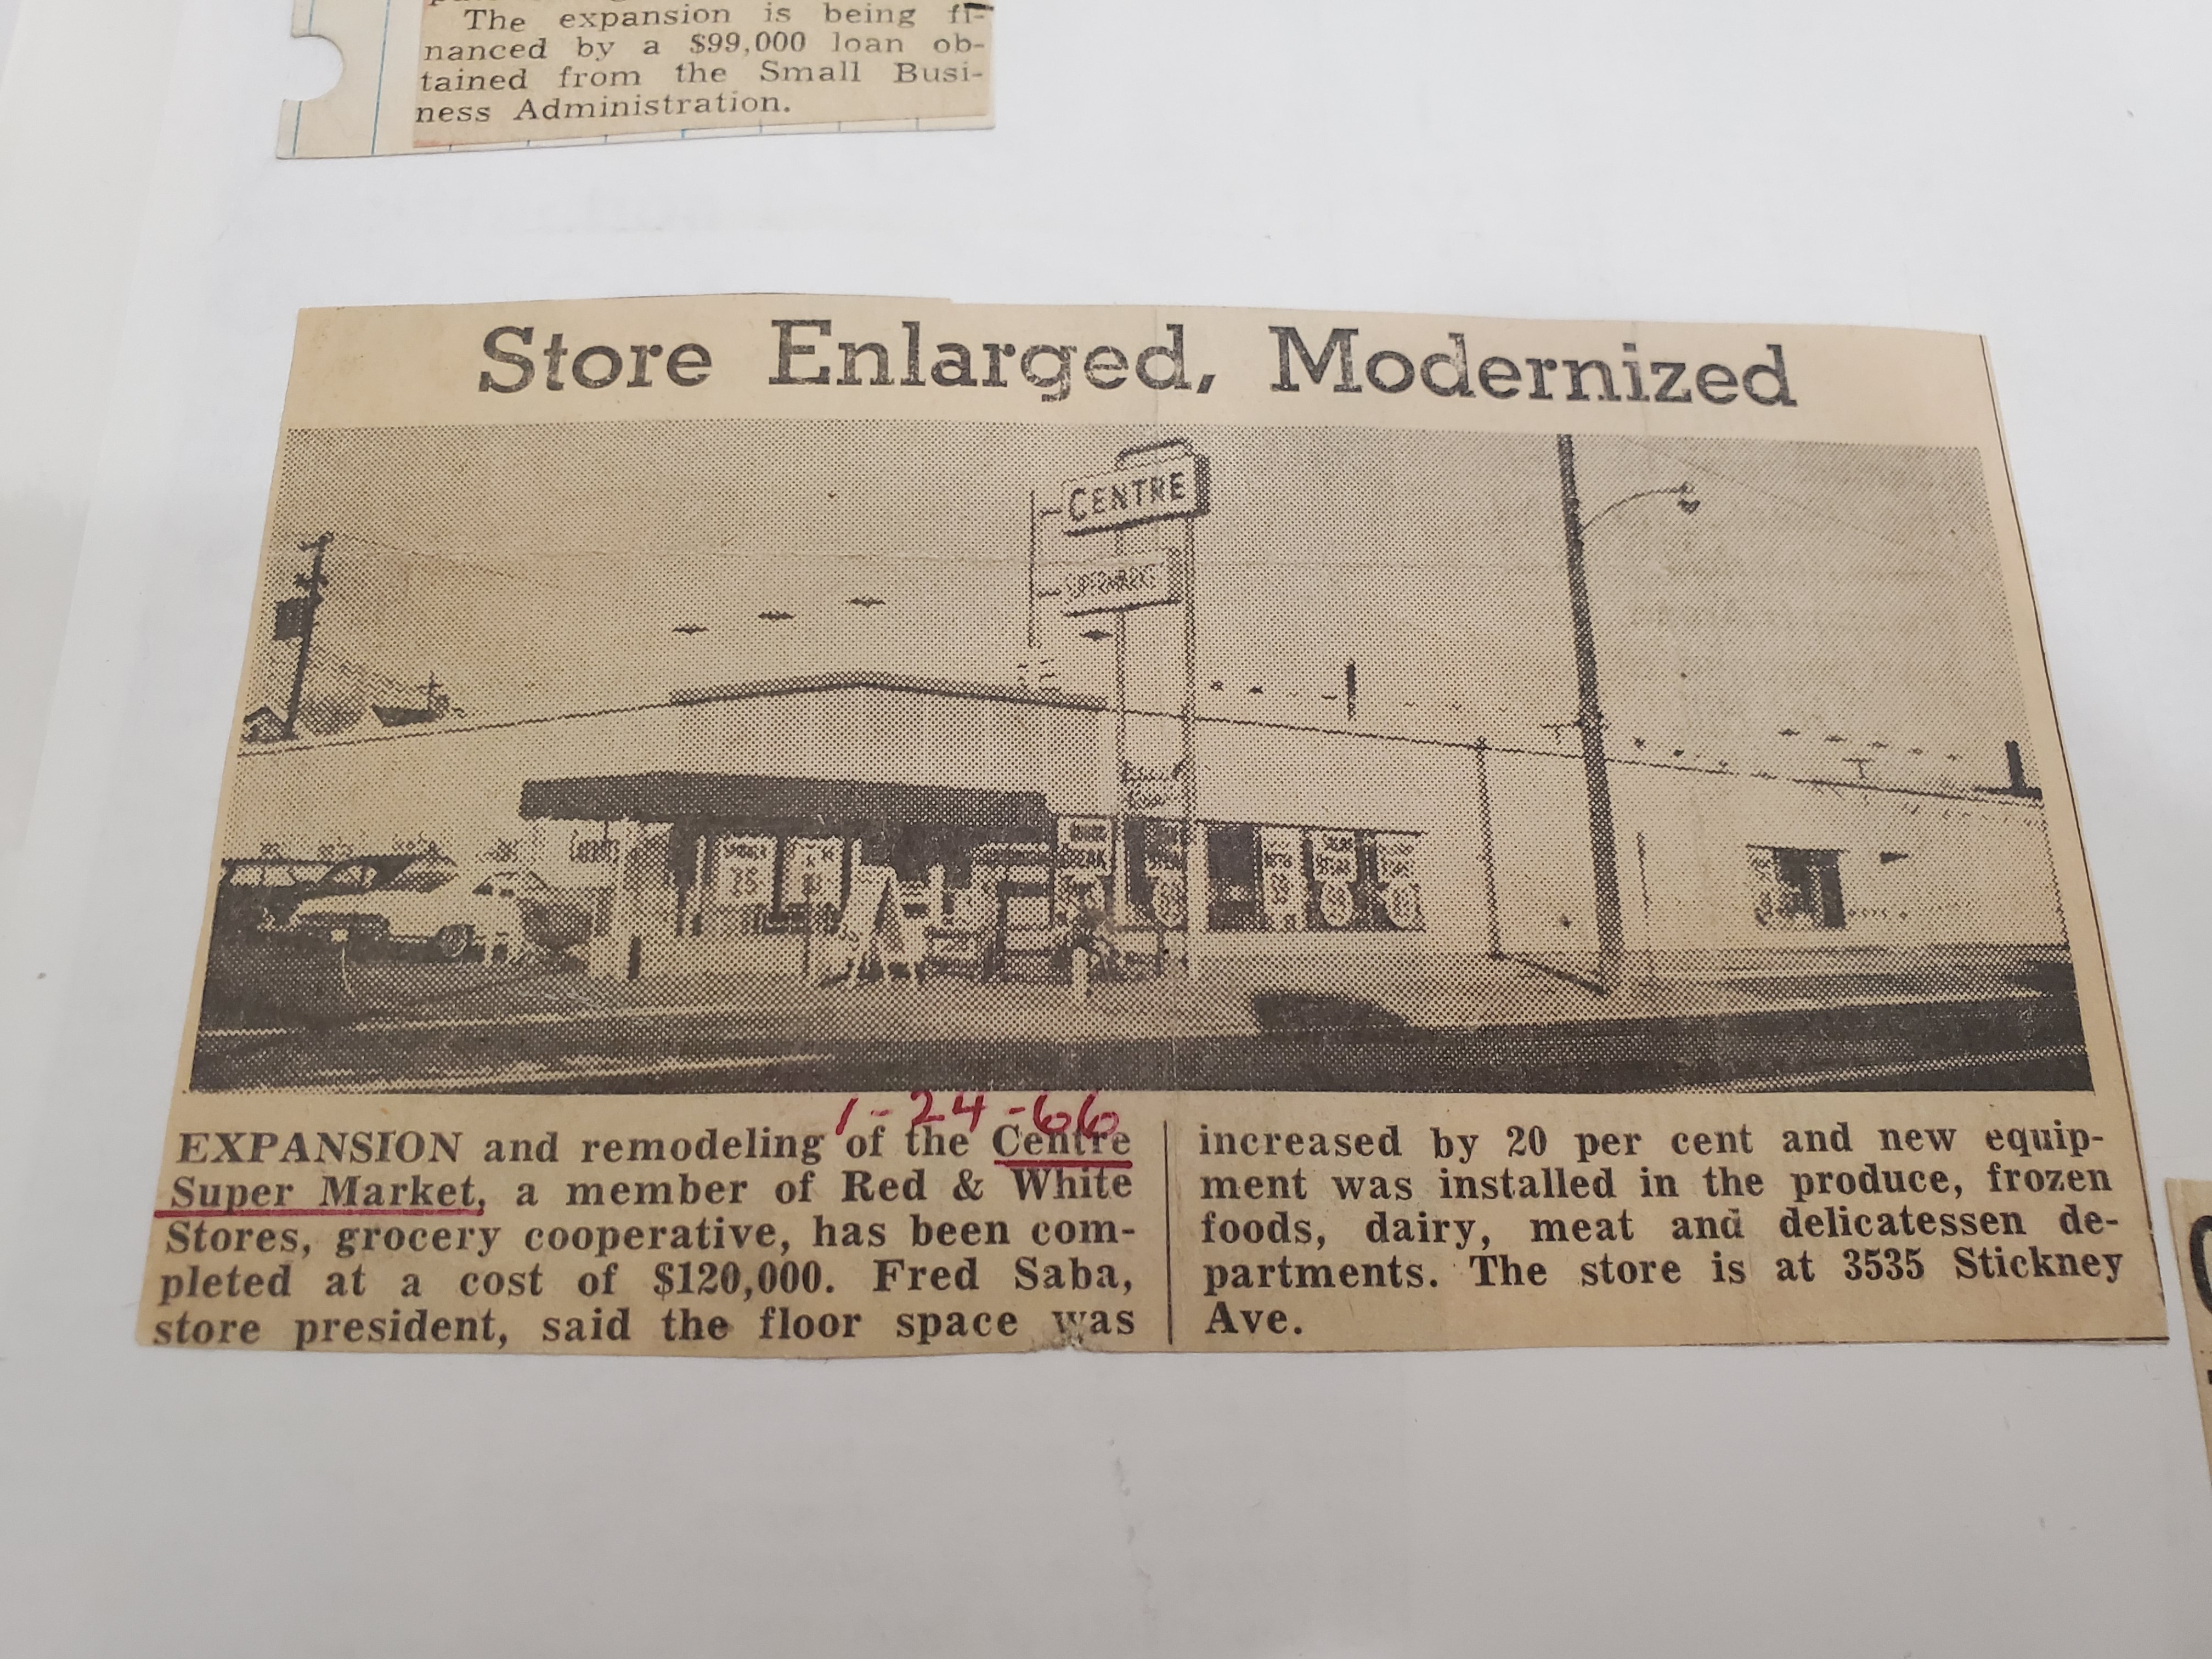 The expansion is being fi-
nanced by a $99,000 loan ob-
tained from the Small Busi-
ness Administration.
Store Enlarged, Modernized
CENTRE
SUPERMARKET
1-24-66
EXPANSION and remodeling of the Centre
Super Market, a member of Red & White
Stores, grocery cooperative, has been com-
pleted at a cost of $120,000. Fred Saba,
store president, said the floor space was
increased by 20 per cent and new equip-
ment was installed in the produce, frozen
foods, dairy, meat and delicatessen de-
partments. The store is at 3535 Stickney
Ave.